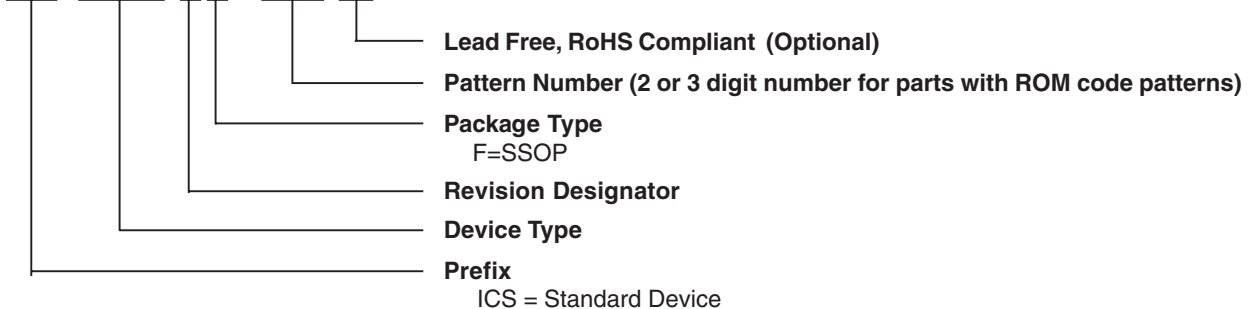 Lead Free, RoHS Compliant (Optional)
Pattern Number (2 or 3 digit number for parts with ROM code patterns)
Package Type
F=SSOP
Revision Designator
Device Type
Prefix
ICS = Standard Device